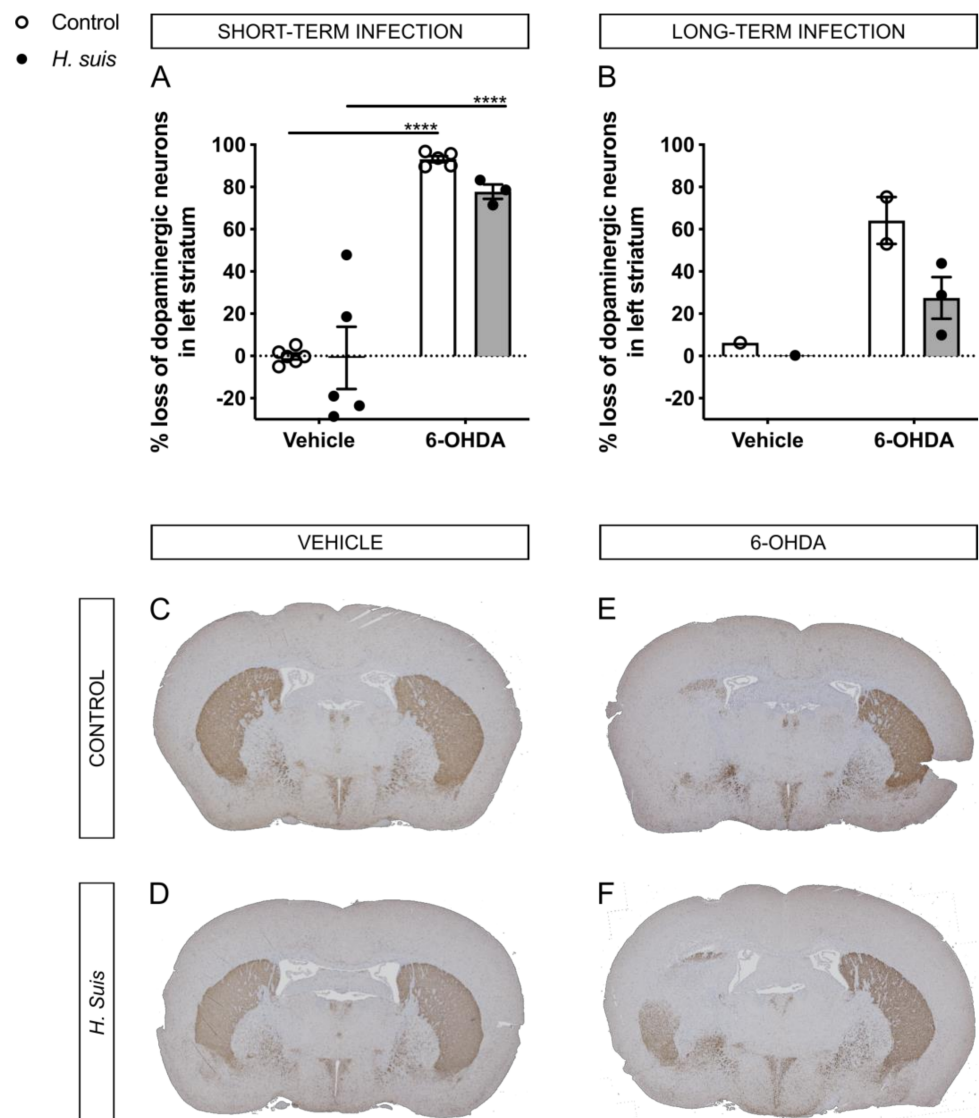 Control
H. suis
SHORT-TERM INFECTION
LONG-TERM INFECTION
A
****
****
% loss of dopaminergic neurons
in left striatum
100
80
60
40
20
0
-20
Vehicle
6-OHDA
B
% loss of dopaminergic neurons
in left striatum
100
80
60
40
20
0
-20
Vehicle
6-OHDA
VEHICLE
6-OHDA
CONTROL
C
E
H. Suis
D
F